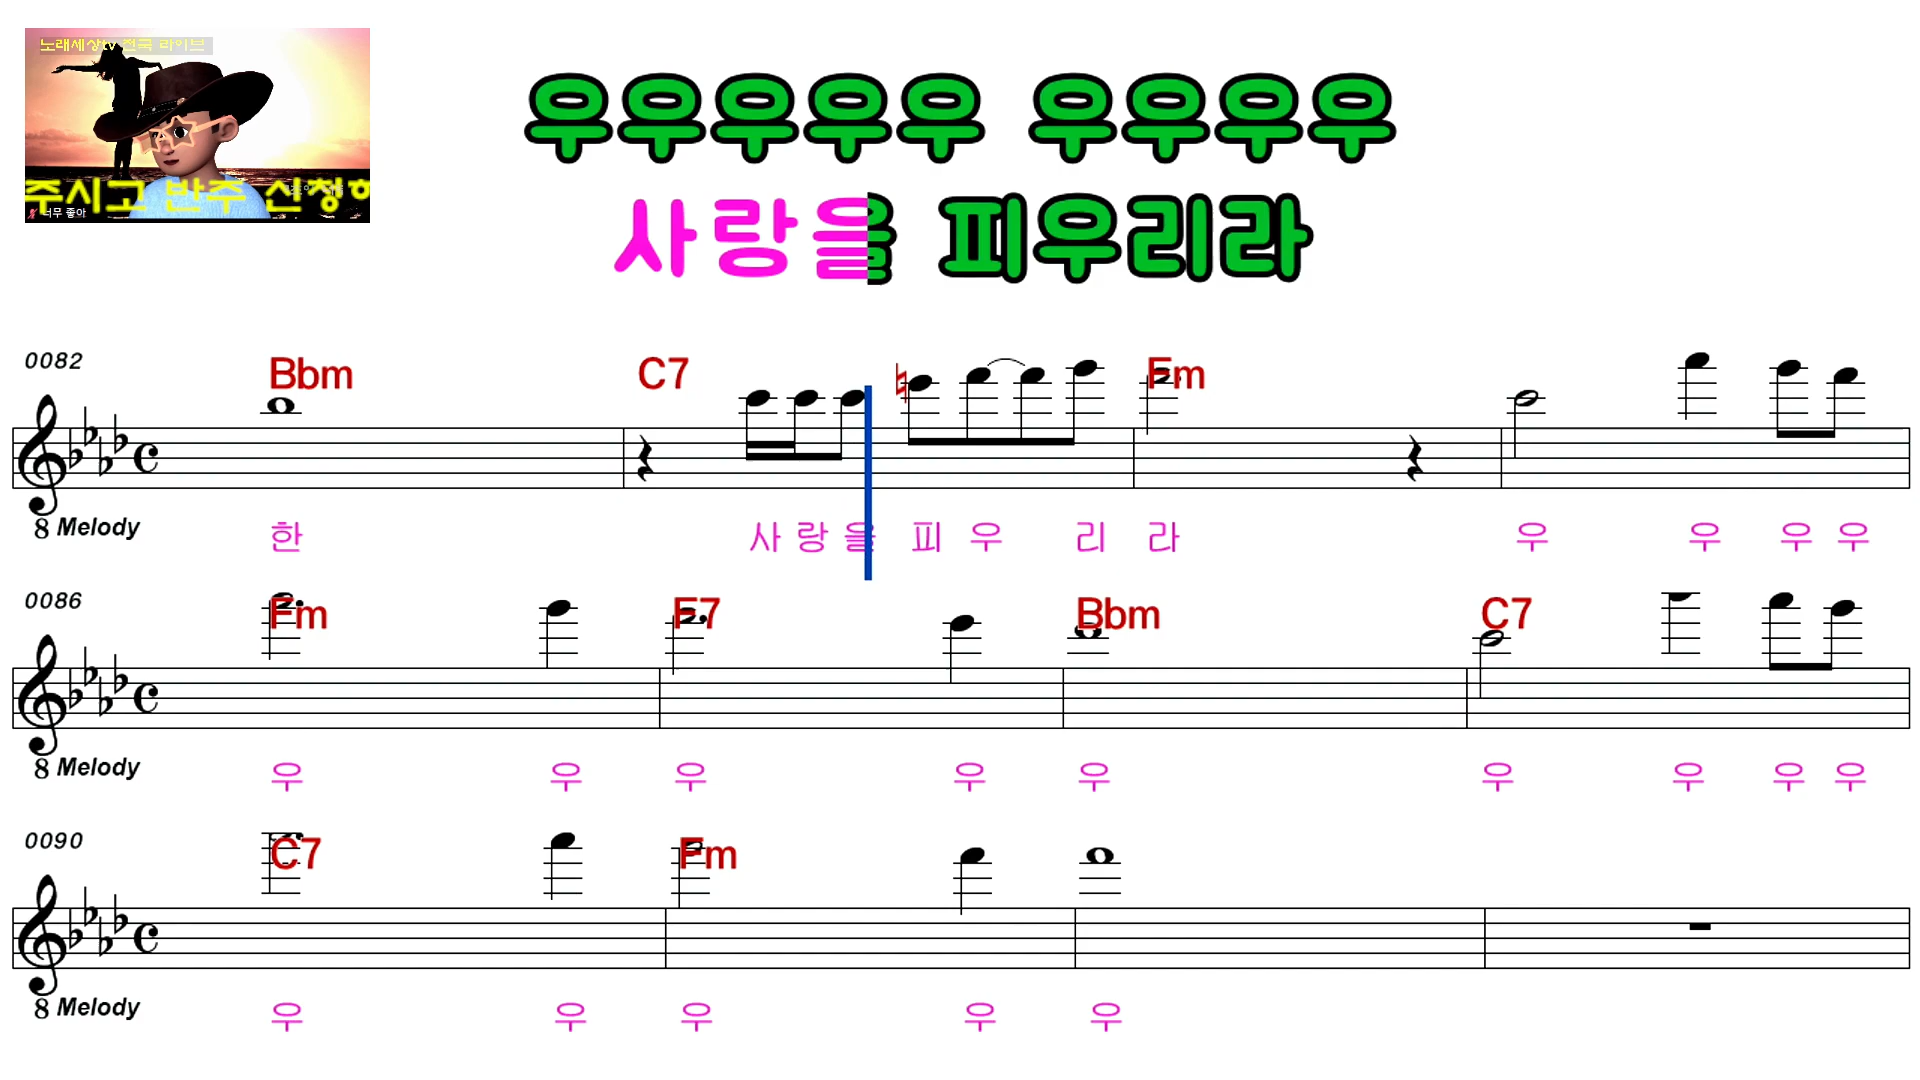 노래세상tv 전국 라이브
주시고 반주 신청하
너무 좋아
우우우우우 우우우우
사랑을 피우리라
0082
Bbm C7 Fm
8 Melody
한 사 랑 을 피 우 리 라 우 우 우 우
0086
Fm F7 Bbm C7
8 Melody
우 우 우 우 우 우 우 우 우
0090
C7 Fm
8 Melody
우 우 우 우 우